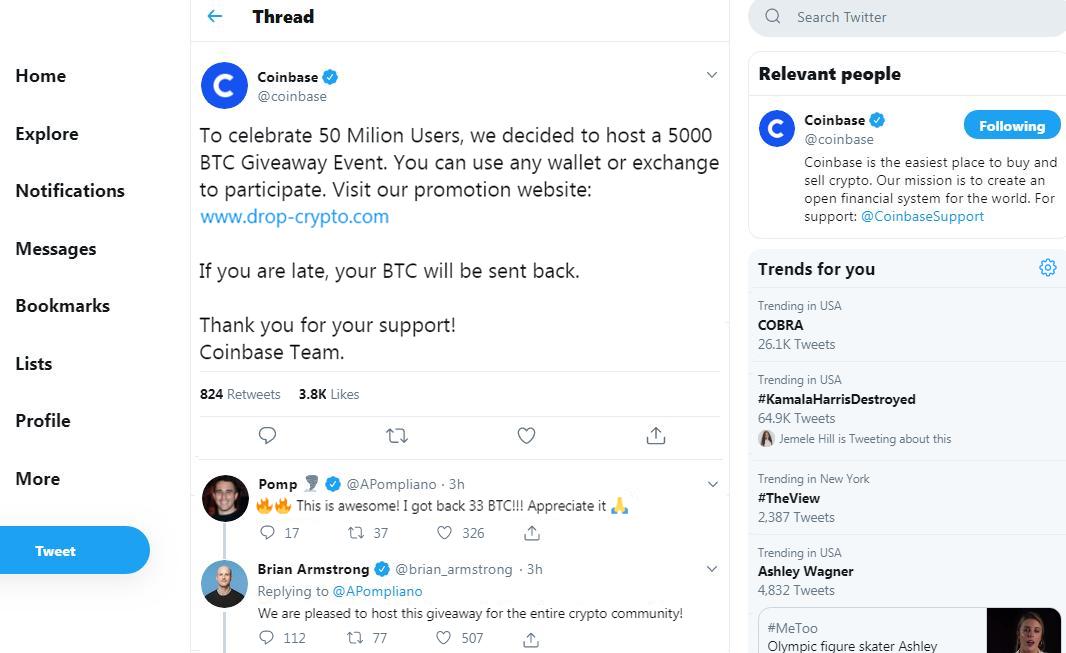 Home
Explore
Notifications
Messages
Bookmarks
Lists
Profile
More
Tweet
Thread
Coinbase
@coinbase
To celebrate 50 Milion Users, we decided to host a 5000
BTC Giveaway Event. You can use any wallet or exchange
to participate. Visit our promotion website:
www.drop-crypto.com
If you are late, your BTC will be sent back.
Thank you for your support!
Coinbase Team.
824 Retweets 3.8K Likes
Pomp @APompliano · 3h
🔥🔥 This is awesome! I got back 33 BTC!!! Appreciate it 🙏
17 37 326
Brian Armstrong @brian_armstrong · 3h
Replying to @APompliano
We are pleased to host this giveaway for the entire crypto community!
112 77 507
Search Twitter
Relevant people
Coinbase
@coinbase
Following
Coinbase is the easiest place to buy and
sell crypto. Our mission is to create an
open financial system for the world. For
support: @CoinbaseSupport
Trends for you
Trending in USA
COBRA
26.1K Tweets
Trending in USA
#KamalaHarrisDestroyed
64.9K Tweets
Jemele Hill is Tweeting about this
Trending in New York
#TheView
2,387 Tweets
Trending in USA
Ashley Wagner
4,832 Tweets
#MeToo
Olympic figure skater Ashley